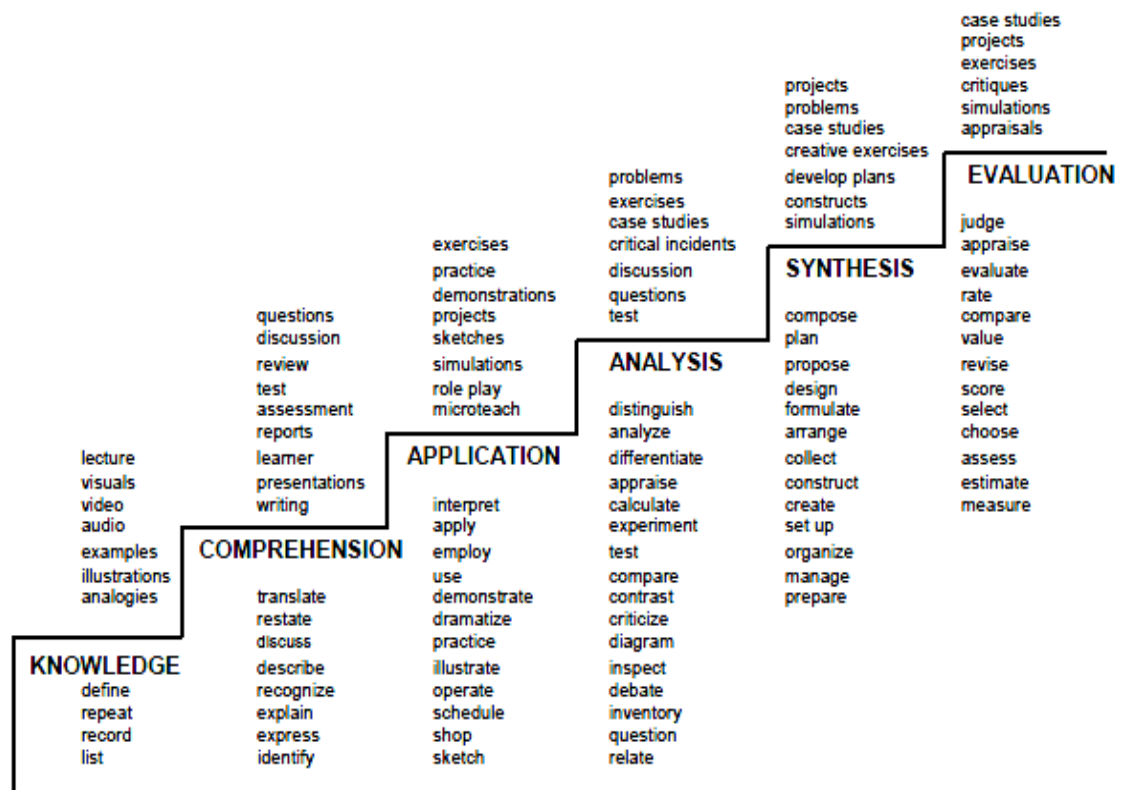 lecture
visuals
video
audio
examples
illustrations
analogies
KNOWLEDGE
define
repeat
record
list
questions
discussion
review
test
assessment
reports
learner
presentations
writing
COMPREHENSION
translate
restate
discuss
describe
recognize
explain
express
identify
exercises
practice
demonstrations
projects
sketches
simulations
role play
microteach
APPLICATION
interpret
apply
employ
use
demonstrate
dramatize
practice
illustrate
operate
schedule
shop
sketch
problems
exercises
case studies
critical incidents
discussion
questions
test
ANALYSIS
distinguish
analyze
differentiate
appraise
calculate
experiment
test
compare
contrast
criticize
diagram
inspect
debate
inventory
question
relate
projects
problems
case studies
creative exercises
develop plans
constructs
simulations
SYNTHESIS
compose
plan
propose
design
formulate
arrange
collect
construct
create
set up
organize
manage
prepare
case studies
projects
exercises
critiques
simulations
appraisals
EVALUATION
judge
appraise
evaluate
rate
compare
value
revise
score
select
choose
assess
estimate
measure